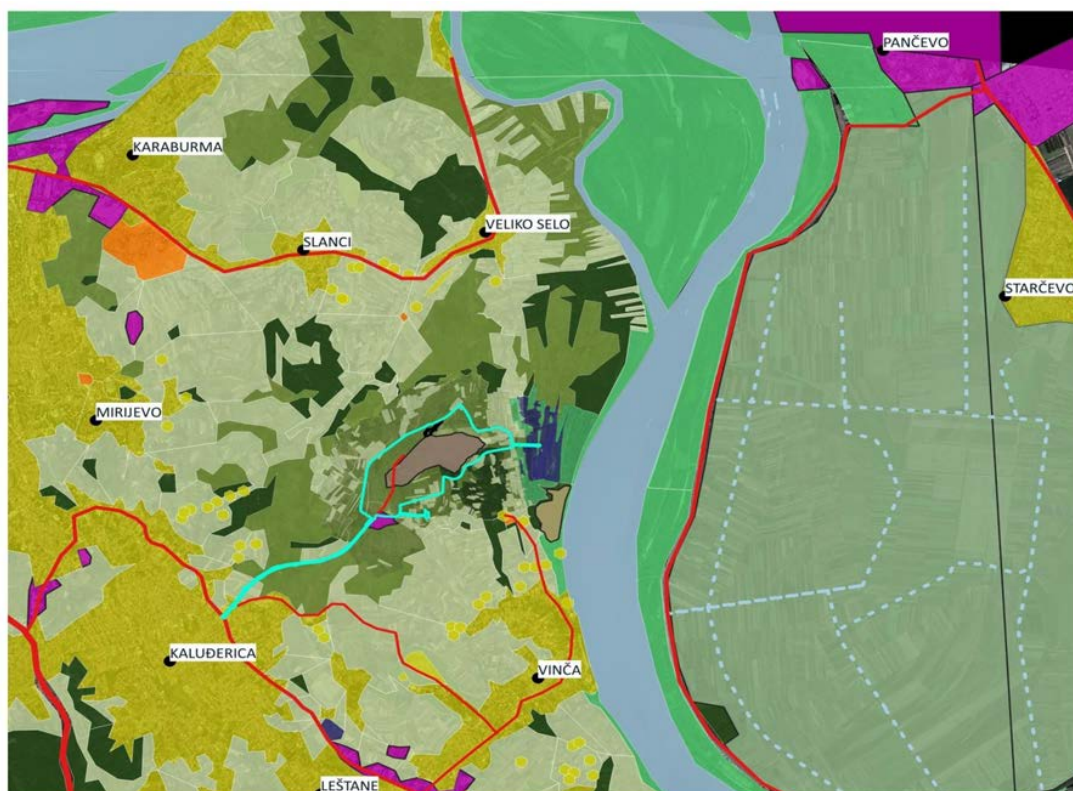 PANČEVO
KARABURMA
VELIKO SELO
SLANCI
STARČEVO
MIRIJEVO
KALUĐERICA
VINČA
LEŠTANE